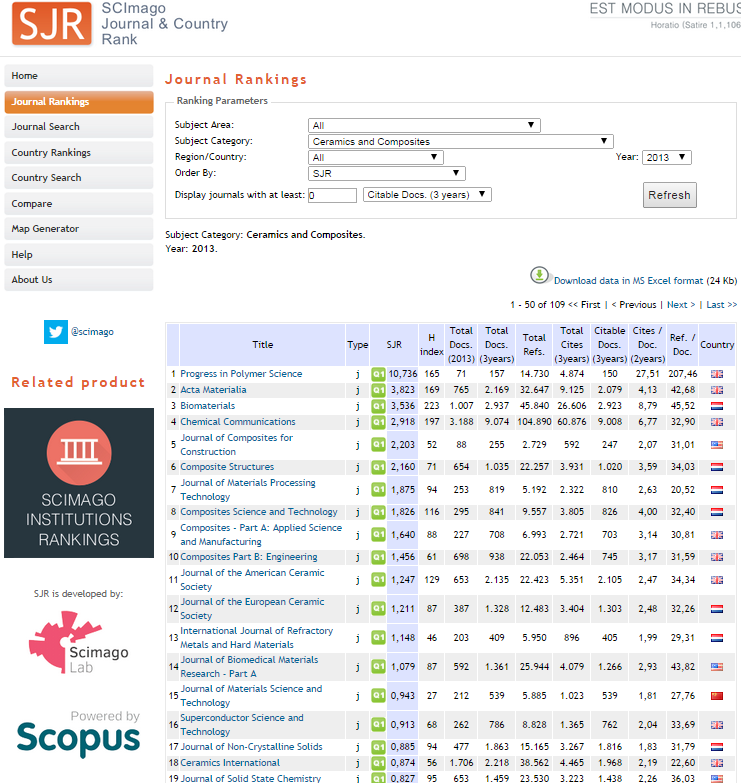 SJR
SCImago
Journal & Country
Rank
EST MODUS IN REBUS
Horatio (Satire 1,1,106
Home
Journal Rankings
Journal Search
Country Rankings
Country Search
Compare
Map Generator
Help
About Us
@scimago
Related product
SCIMAGO
INSTITUTIONS
RANKINGS
SJR is developed by:
Scimago
Lab
Powered by
Scopus
Journal Rankings
Ranking Parameters
Subject Area: All
Subject Category: Ceramics and Composites
Region/Country: All Year: 2013
Order By: SJR
Display journals with at least: 0 Citable Docs. (3 years)
Refresh
Subject Category: Ceramics and Composites.
Year: 2013.
Download data in MS Excel format (24 Kb)
1 - 50 of 109 << First | < Previous | Next > | Last >>
Title Type SJR H index Total Docs. (2013) Total Docs. (3years) Total Refs. Total Cites (3years) Citable Docs. (3years) Cites / Doc. (2years) Ref. / Doc. Country
1 Progress in Polymer Science j Q1 10,736 165 71 157 14.730 4.874 150 27,51 207,46
2 Acta Materialia j Q1 3,823 169 765 2.169 32.647 9.125 2.079 4,13 42,68
3 Biomaterials j Q1 3,536 223 1.007 2.937 45.840 26.606 2.923 8,79 45,52
4 Chemical Communications j Q1 2,918 197 3.188 9.074 104.890 60.876 9.008 6,77 32,90
5 Journal of Composites for
Construction j Q1 2,203 52 88 255 2.729 592 247 2,07 31,01
6 Composite Structures j Q1 2,160 71 654 1.035 22.257 3.931 1.020 3,59 34,03
7 Journal of Materials Processing
Technology j Q1 1,875 94 253 819 5.192 2.322 810 2,63 20,52
8 Composites Science and Technology j Q1 1,826 116 295 841 9.557 3.805 826 4,00 32,40
9 Composites - Part A: Applied Science
and Manufacturing j Q1 1,640 88 227 708 6.993 2.721 703 3,14 30,81
10 Composites Part B: Engineering j Q1 1,456 61 698 938 22.053 2.464 745 3,17 31,59
11 Journal of the American Ceramic
Society j Q1 1,247 129 653 2.135 22.423 5.351 2.105 2,47 34,34
12 Journal of the European Ceramic
Society j Q1 1,211 87 387 1.328 12.483 3.404 1.303 2,48 32,26
13 International Journal of Refractory
Metals and Hard Materials j Q1 1,148 46 203 409 5.950 896 405 1,99 29,31
14 Journal of Biomedical Materials
Research - Part A j Q1 1,079 87 592 1.361 25.944 4.079 1.266 2,93 43,82
15 Journal of Materials Science and
Technology j Q1 0,943 27 212 539 5.885 1.023 539 1,81 27,76
16 Superconductor Science and
Technology j Q1 0,913 68 262 786 8.828 1.365 762 2,04 33,69
17 Journal of Non-Crystalline Solids j Q1 0,885 94 477 1.863 15.165 3.267 1.816 1,83 31,79
18 Ceramics International j Q1 0,874 56 1.706 2.218 38.562 4.465 1.968 2,19 22,60
19 Journal of Solid State Chemistry j Q1 0,827 95 653 1.459 23.530 3.223 1.438 2,26 36,03